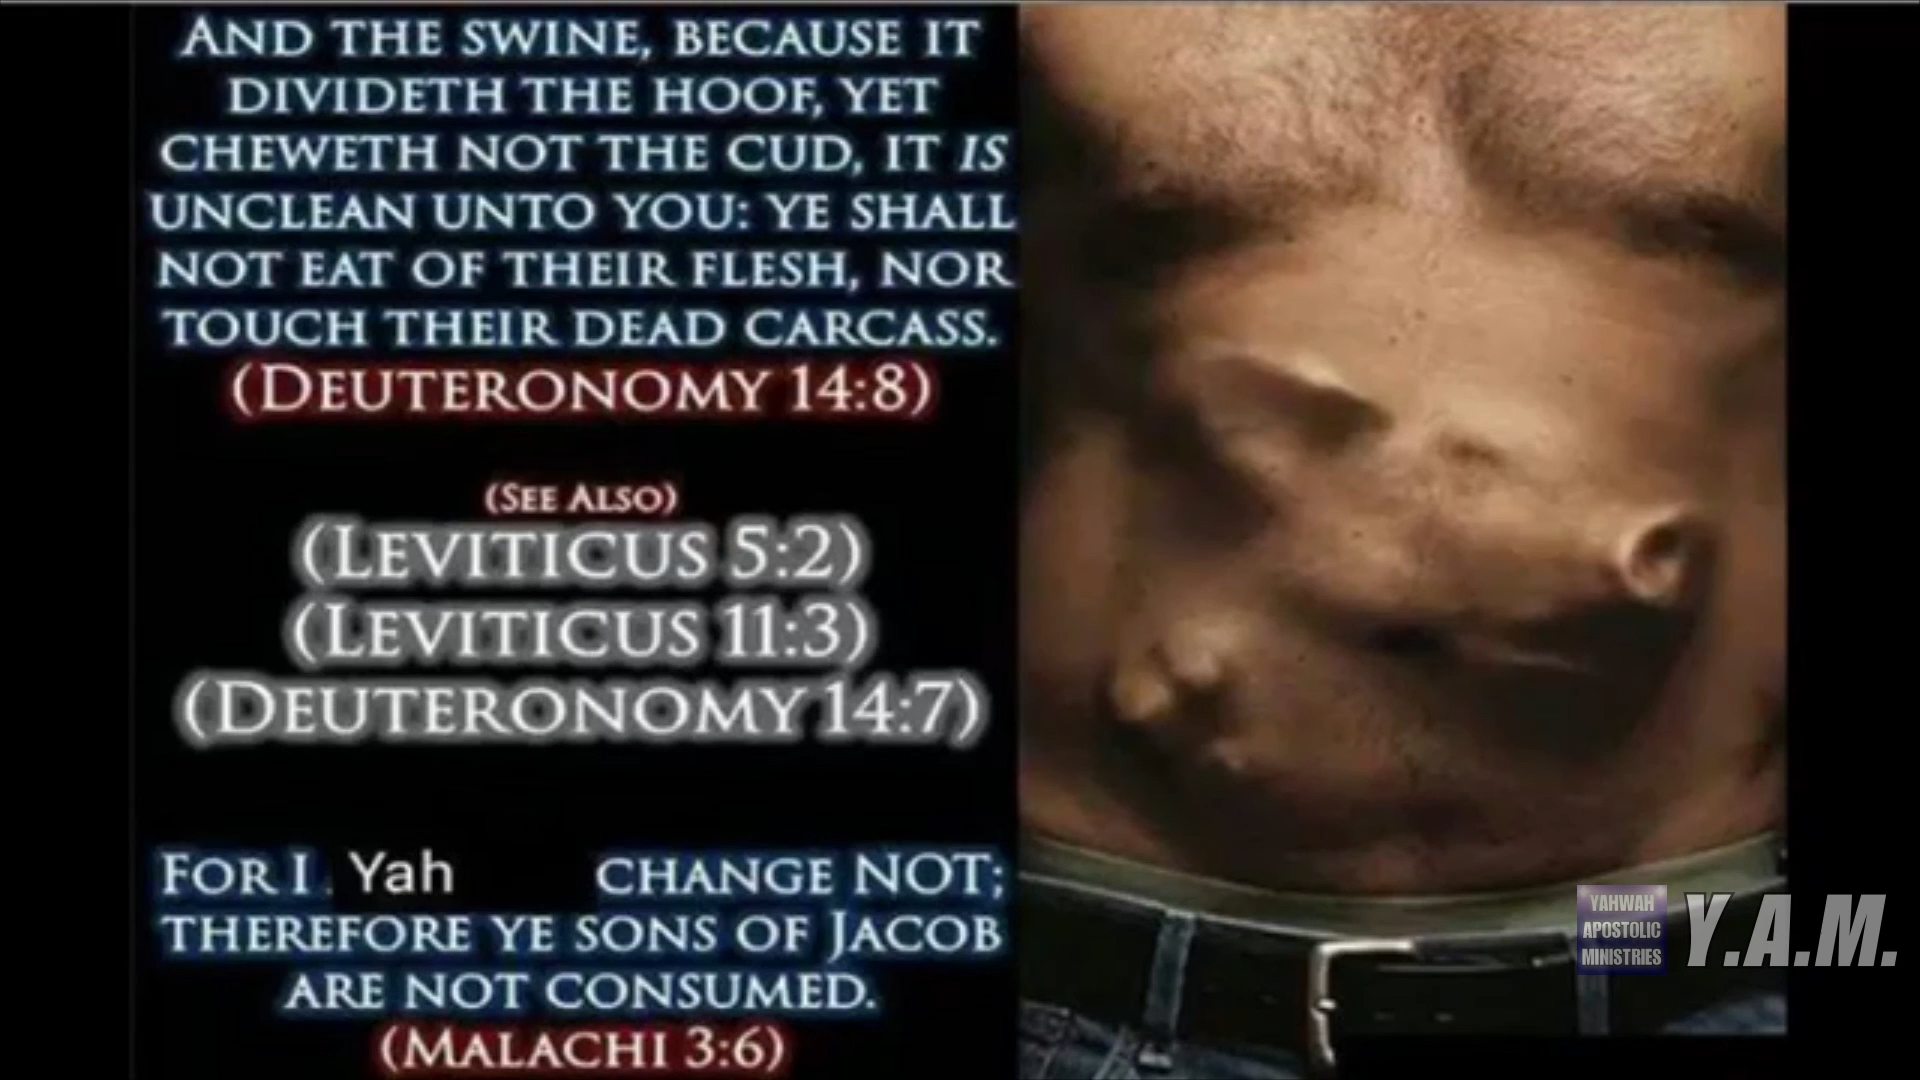 AND THE SWINE, BECAUSE IT
DIVIDETH THE HOOF, YET
CHEWETH NOT THE CUD, IT IS
UNCLEAN UNTO YOU: YE SHALL
NOT EAT OF THEIR FLESH, NOR
TOUCH THEIR DEAD CARCASS.
(DEUTERONOMY 14:8)
(SEE ALSO)
(LEVITICUS 5:2)
(LEVITICUS 11:3)
(DEUTERONOMY 14:7)
FOR I Yah CHANGE NOT;
THEREFORE YE SONS OF JACOB
ARE NOT CONSUMED.
(MALACHI 3:6)
YAHWAH
APOSTOLIC
MINISTRIES
Y.A.M.